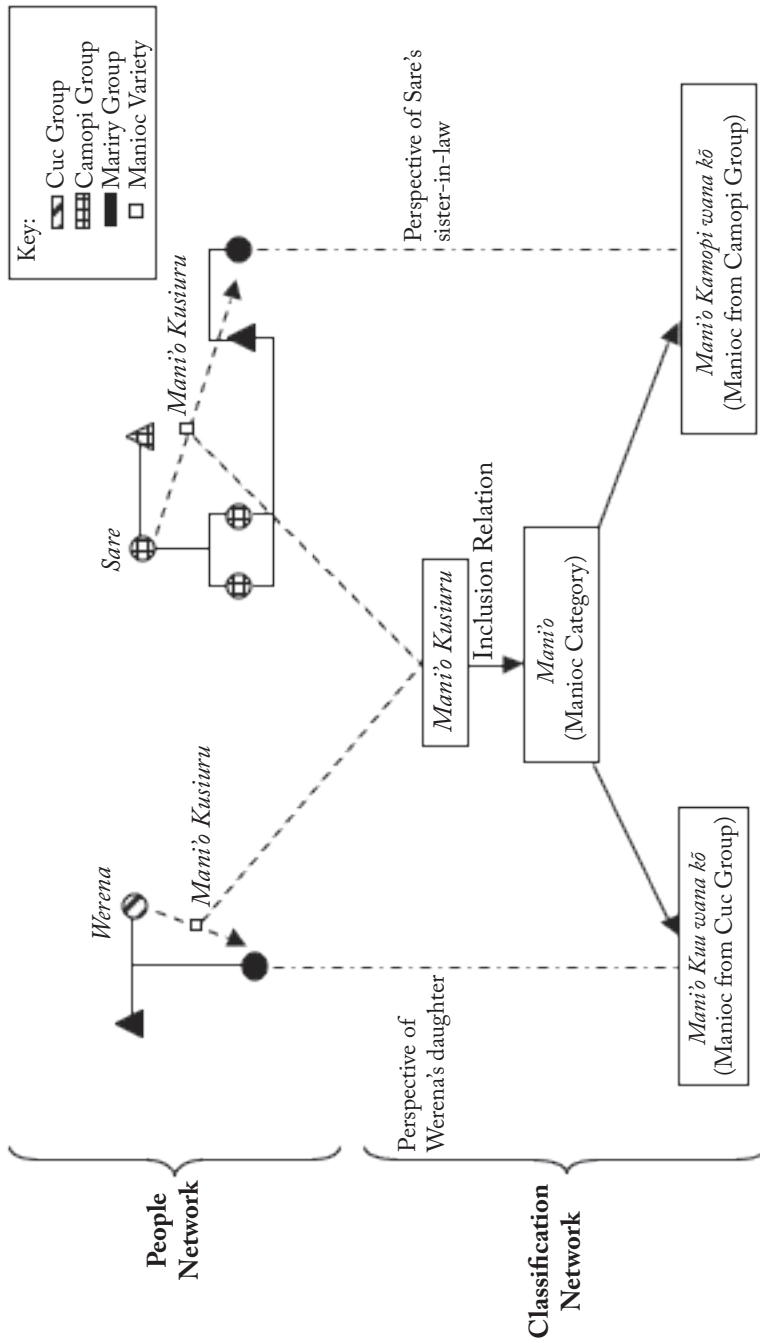 Key:
Cuc Group
Camopi Group
Mariry Group
Manioc Variety
People
Network
Werena
Mani'o Kusiuru
Sare
Mani'o Kusiuru
Classification
Network
Perspective of
Werena's daughter
Perspective of Sare's
sister-in-law
Mani'o Kusiuru
Inclusion Relation
Mani'o
(Manioc Category)
Mani'o Kuu wana kõ
(Manioc from Cuc Group)
Mani'o Kamopi wana kõ
(Manioc from Camopi Group)